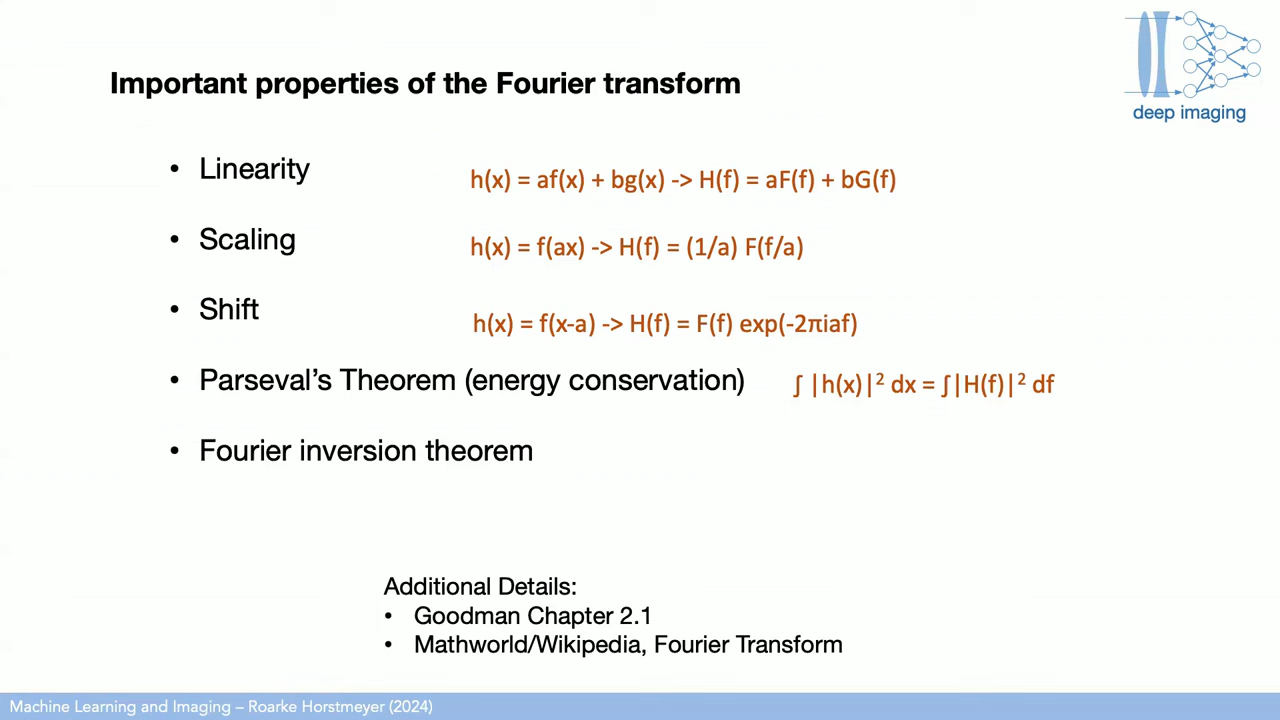 deep imaging
Important properties of the Fourier transform
• Linearity
h(x) = af(x) + bg(x) -> H(f) = aF(f) + bG(f)
• Scaling
h(x) = f(ax) -> H(f) = (1/a) F(f/a)
• Shift
h(x) = f(x-a) -> H(f) = F(f) exp(-2πiaf)
• Parseval’s Theorem (energy conservation)
∫ |h(x)|² dx = ∫|H(f)|² df
• Fourier inversion theorem
Additional Details:
• Goodman Chapter 2.1
• Mathworld/Wikipedia, Fourier Transform
Machine Learning and Imaging – Roarke Horstmeyer (2024)